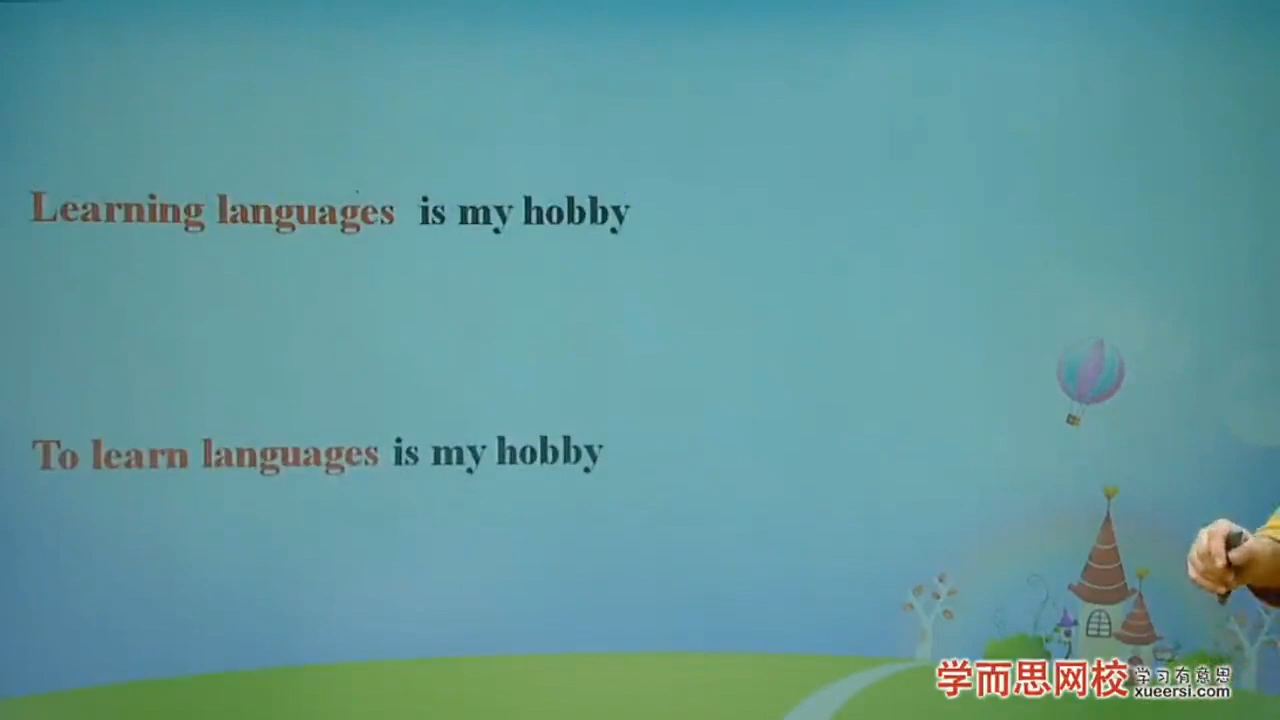 Learning languages is my hobby
To learn languages is my hobby
学而思网校
学习有意思
xueersi.com